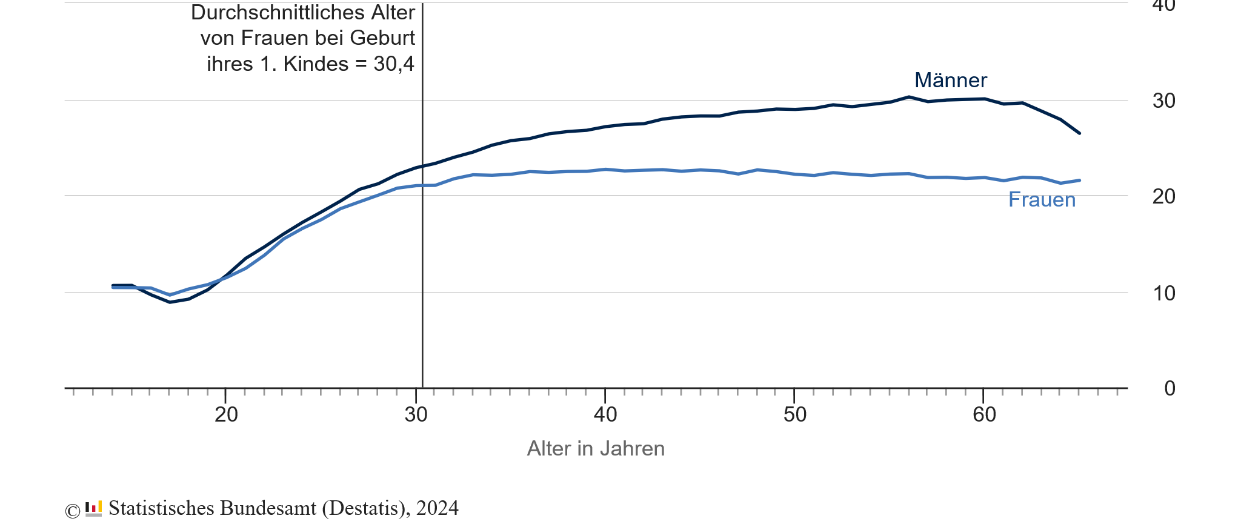 40
Durchschnittliches Alter
von Frauen bei Geburt
ihres 1. Kindes = 30,4
Männer
30
20
Frauen
10
0
20 30 40 50 60
Alter in Jahren
© Statistisches Bundesamt (Destatis), 2024